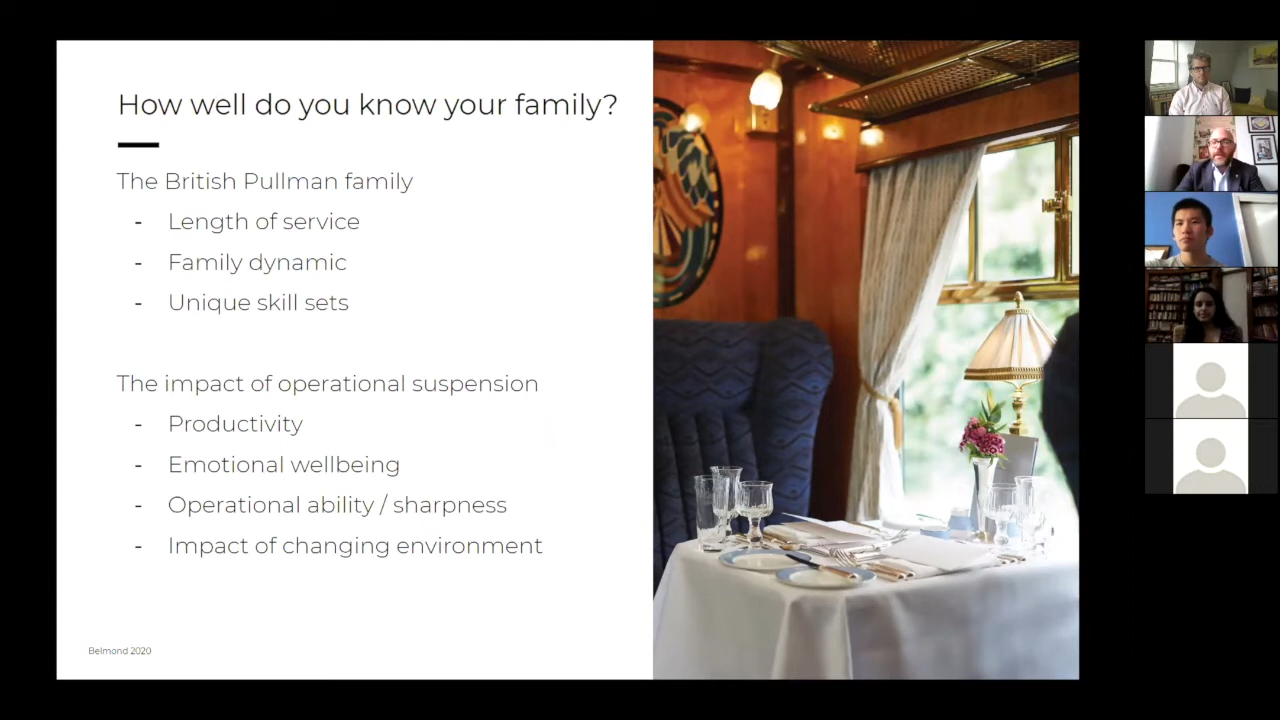 How well do you know your family?
The British Pullman family
- Length of service
- Family dynamic
- Unique skill sets
The impact of operational suspension
- Productivity
- Emotional wellbeing
- Operational ability / sharpness
- Impact of changing environment
Belmond 2020